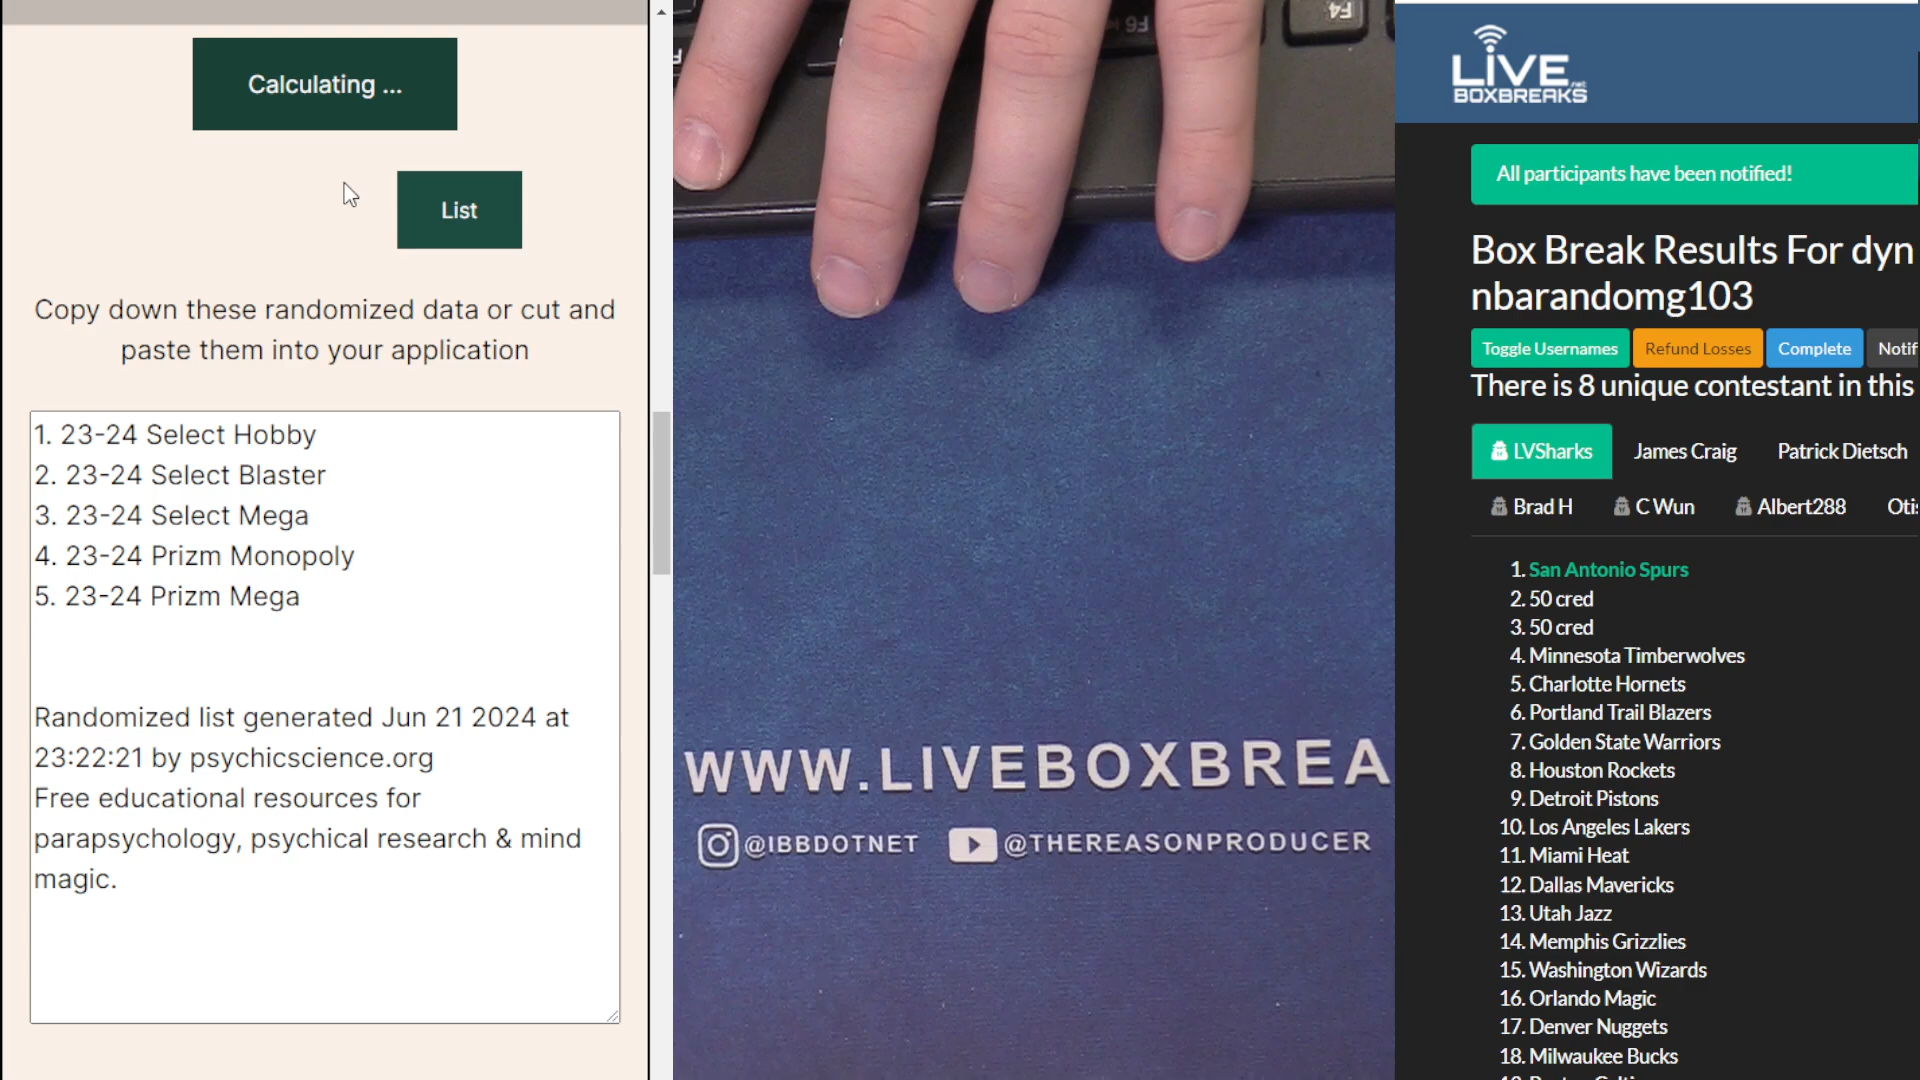 Calculating ...
List
Copy down these randomized data or cut and
paste them into your application
1. 23-24 Select Hobby
2. 23-24 Select Blaster
3. 23-24 Select Mega
4. 23-24 Prizm Monopoly
5. 23-24 Prizm Mega
Randomized list generated Jun 21 2024 at
23:22:21 by psychicscience.org
Free educational resources for
parapsychology, psychical research & mind
magic.
F6
F4
WWW.LIVEBOXBREA
@IBBDOTNET @THEREASONPRODUCER
LIVE
.net
BOXBREAKS
All participants have been notified!
Box Break Results For dyn
nbarandomg103
Toggle Usernames Refund Losses Complete Notif
There is 8 unique contestant in this
LVSharks James Craig Patrick Dietsch
Brad H C Wun Albert288 Otis
1. San Antonio Spurs
2. 50 cred
3. 50 cred
4. Minnesota Timberwolves
5. Charlotte Hornets
6. Portland Trail Blazers
7. Golden State Warriors
8. Houston Rockets
9. Detroit Pistons
10. Los Angeles Lakers
11. Miami Heat
12. Dallas Mavericks
13. Utah Jazz
14. Memphis Grizzlies
15. Washington Wizards
16. Orlando Magic
17. Denver Nuggets
18. Milwaukee Bucks